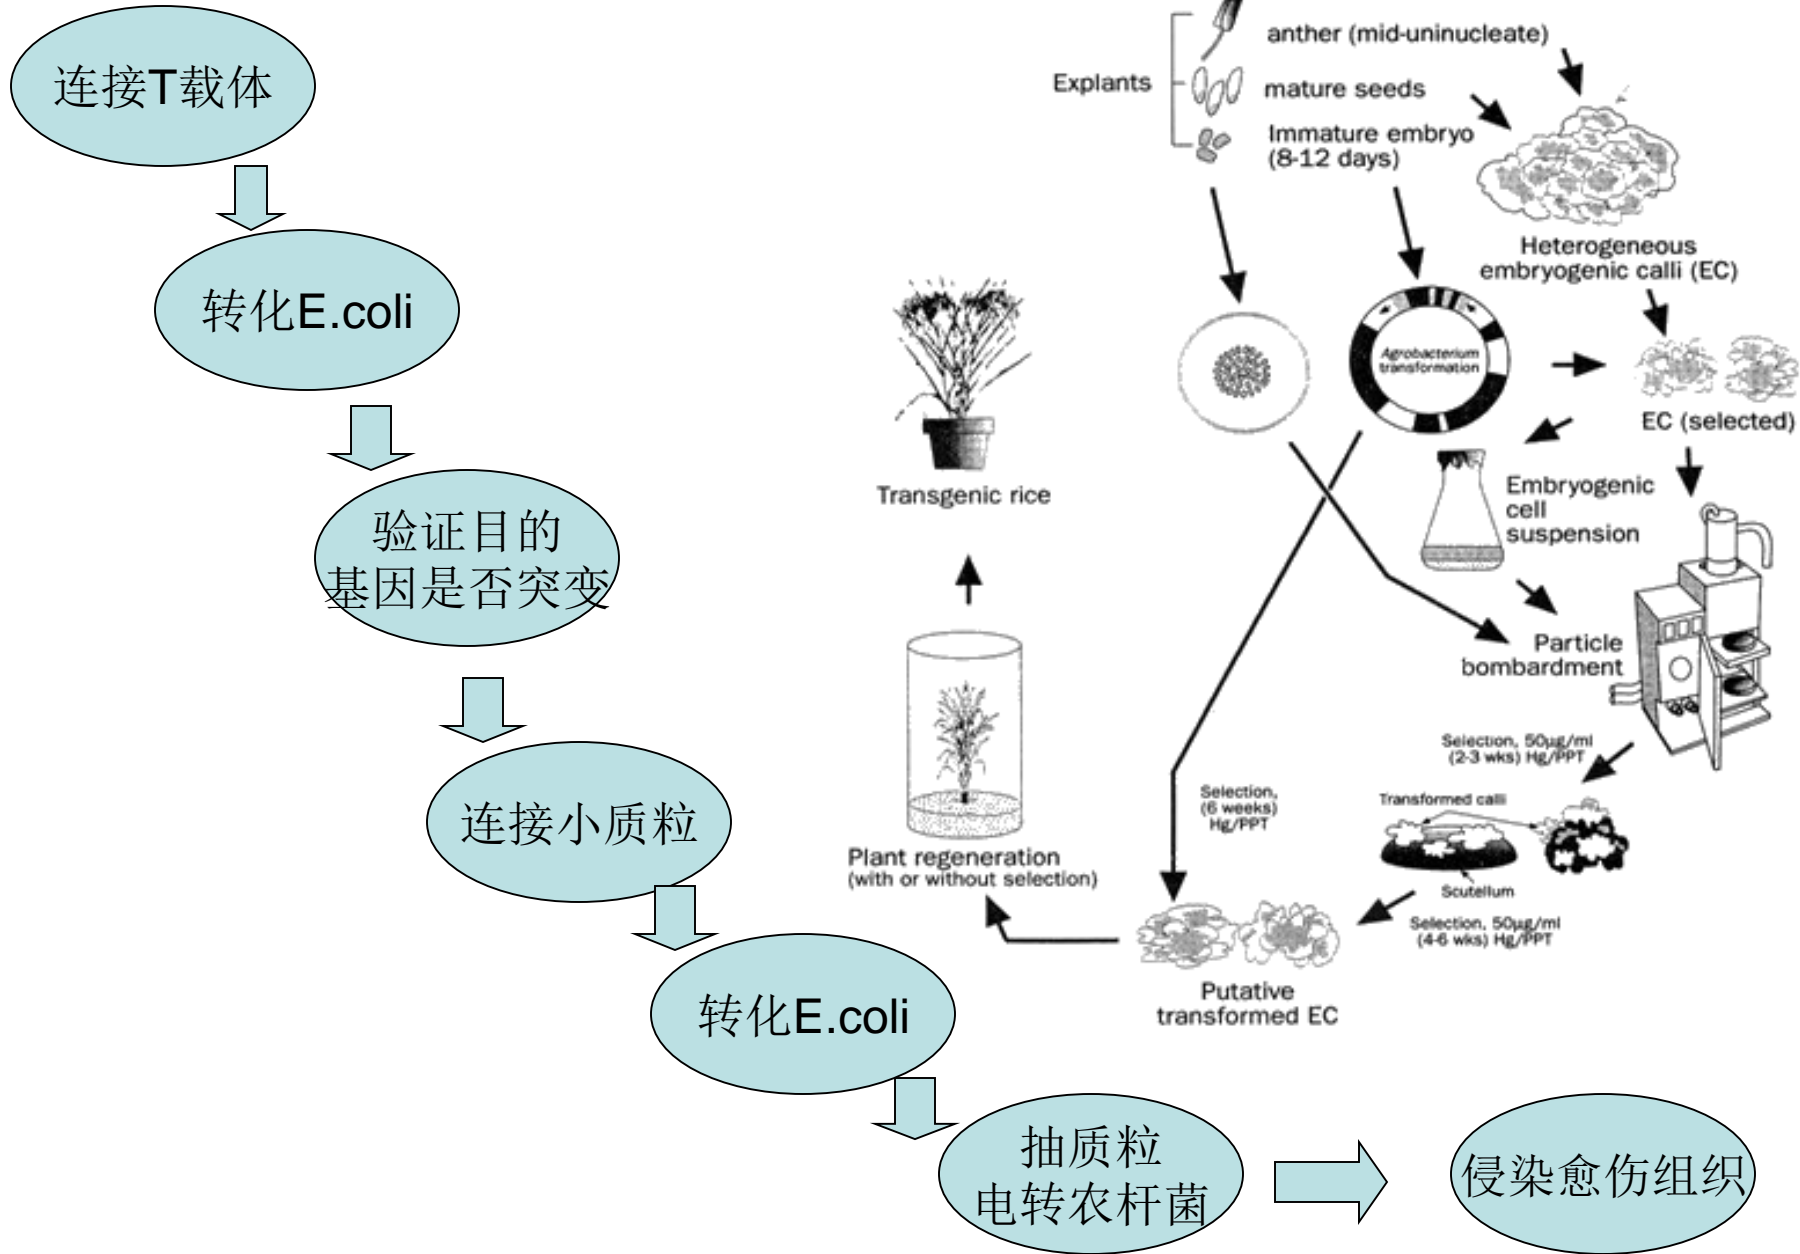 连接T载体
转化E.coli
验证目的
基因是否突变
连接小质粒
转化E.coli
抽质粒
电转农杆菌
侵染愈伤组织
Explants
anther (mid-uninucleate)
mature seeds
Immature embryo
(8-12 days)
Heterogeneous
embryogenic calli (EC)
Agrobacterium
transformation
EC (selected)
Embryogenic
cell
suspension
Particle
bombardment
Selection, 50µg/ml
(2-3 wks) Hg/PPT
Transformed calli
Scutellum
Selection, 50µg/ml
(4-6 wks) Hg/PPT
Selection,
(6 weeks)
Hg/PPT
Putative
transformed EC
Plant regeneration
(with or without selection)
Transgenic rice